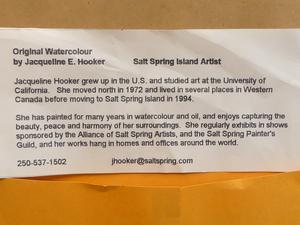 Original Watercolour
by Jacqueline E. Hooker Salt Spring Island Artist
Jacqueline Hooker grew up in the U.S. and studied art at the University of
California. She moved north in 1972 and lived in several places in Western
Canada before moving to Salt Spring Island in 1994.
She has painted for many years in watercolour and oil, and enjoys capturing the
beauty, peace and harmony of her surroundings. She regularly exhibits in shows
sponsored by the Alliance of Salt Spring Artists, and the Salt Spring Painter's
Guild, and her works hang in homes and offices around the world.
250-537-1502 jhooker@saltspring.com